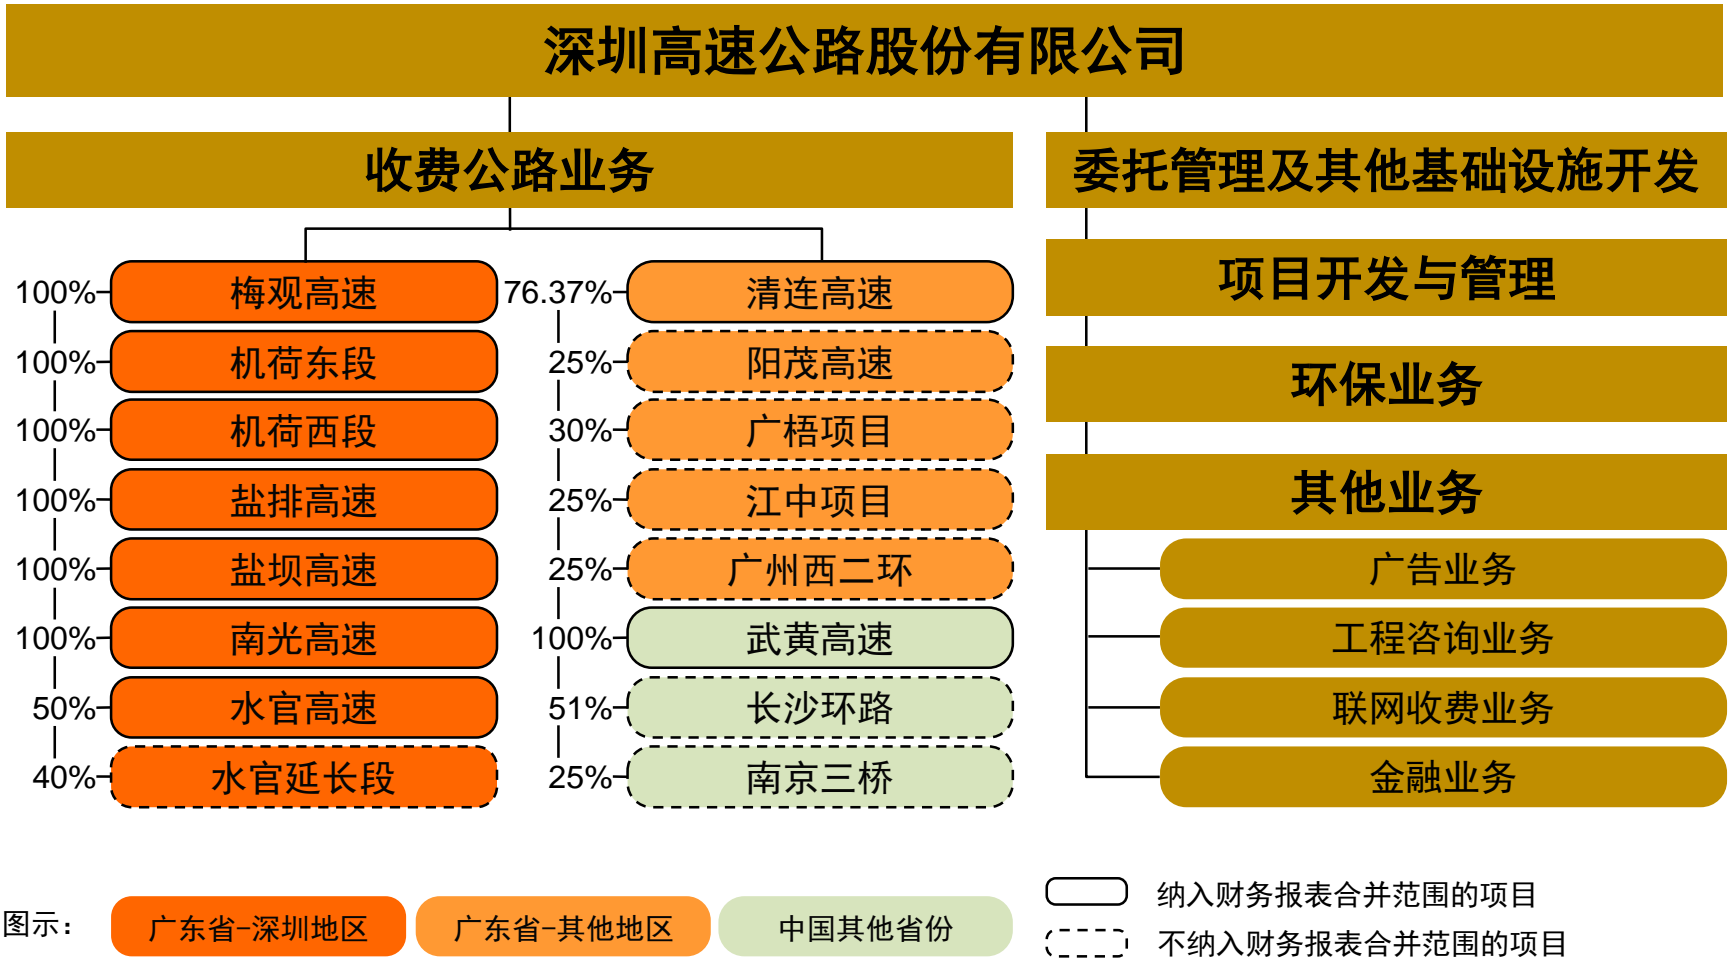 深圳高速公路股份有限公司
收费公路业务
100% 梅观高速
100% 机荷东段
100% 机荷西段
100% 盐排高速
100% 盐坝高速
100% 南光高速
50% 水官高速
40% 水官延长段
76.37% 清连高速
25% 阳茂高速
30% 广梧项目
25% 江中项目
25% 广州西二环
100% 武黄高速
51% 长沙环路
25% 南京三桥
委托管理及其他基础设施开发
项目开发与管理
环保业务
其他业务
广告业务
工程咨询业务
联网收费业务
金融业务
图示：
广东省-深圳地区
广东省-其他地区
中国其他省份
纳入财务报表合并范围的项目
不纳入财务报表合并范围的项目